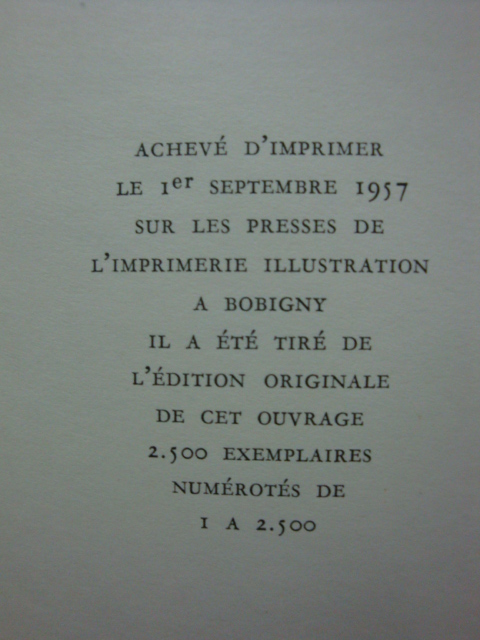 ACHEVÉ D'IMPRIMER
LE 1er SEPTEMBRE 1957
SUR LES PRESSES DE
L'IMPRIMERIE ILLUSTRATION
A BOBIGNY
IL A ÉTÉ TIRÉ DE
L'ÉDITION ORIGINALE
DE CET OUVRAGE
2.500 EXEMPLAIRES
NUMÉROTÉS DE
1 A 2.500